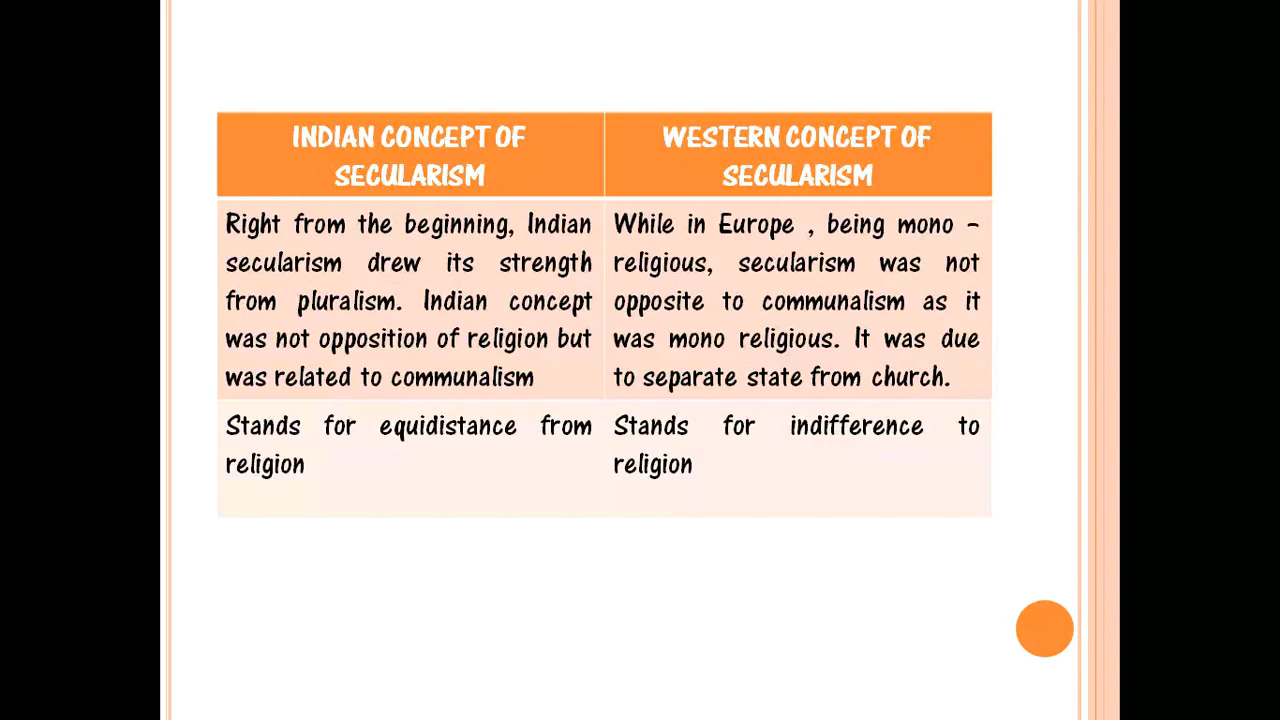 INDIAN CONCEPT OF
SECULARISM
WESTERN CONCEPT OF
SECULARISM
Right from the beginning, Indian
secularism drew its strength
from pluralism. Indian concept
was not opposition of religion but
was related to communalism
While in Europe , being mono –
religious, secularism was not
opposite to communalism as it
was mono religious. It was due
to separate state from church.
Stands for equidistance from
religion
Stands for indifference to
religion